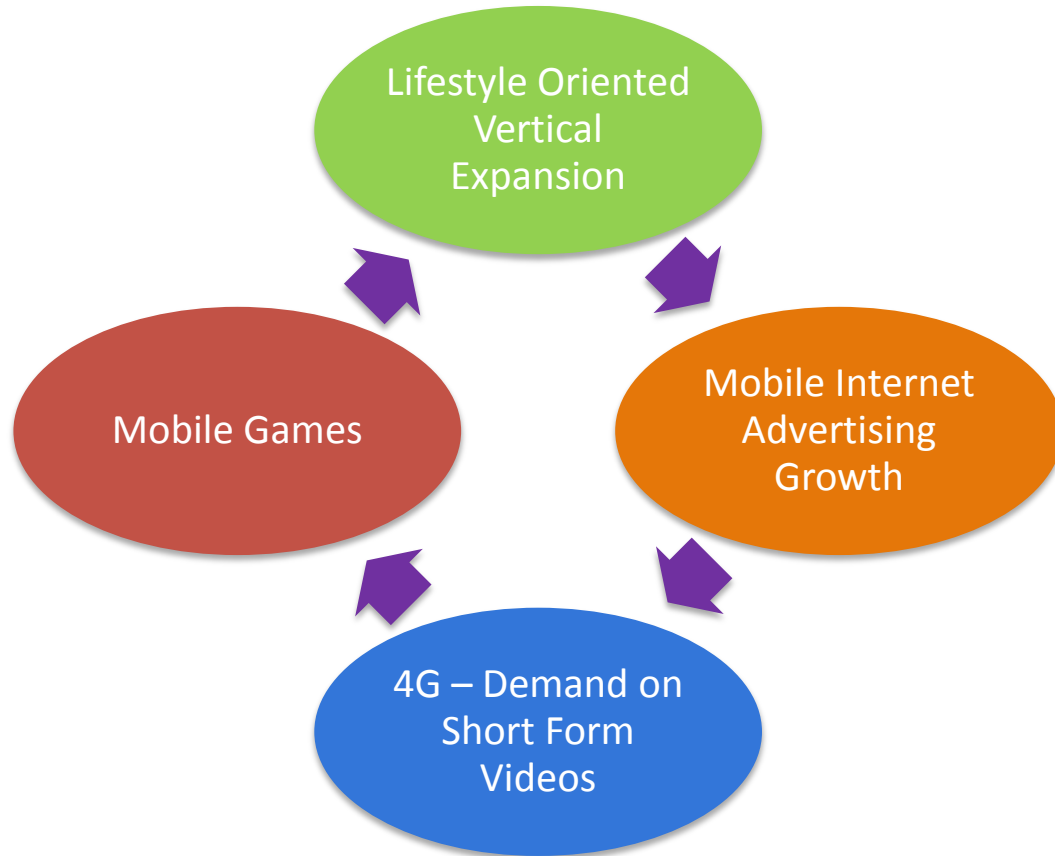 Lifestyle Oriented
Vertical
Expansion
Mobile Games
Mobile Internet
Advertising
Growth
4G – Demand on
Short Form
Videos